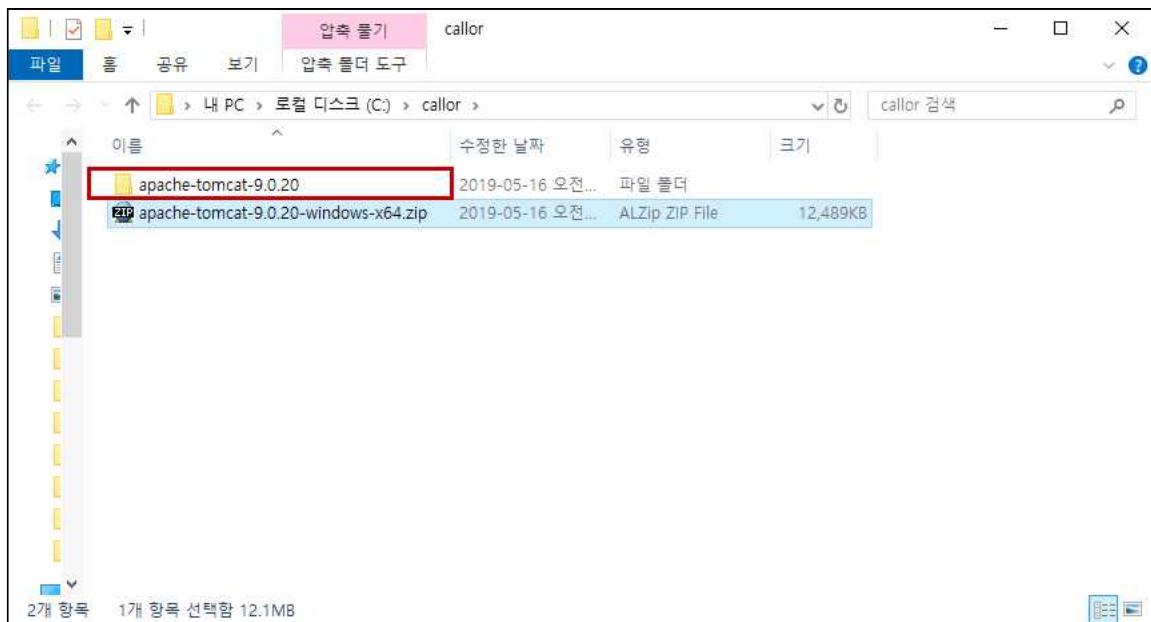 압축 풀기 callor
파일 홈 공유 보기 압축 폴더 도구
내 PC › 로컬 디스크 (C:) › callor › callor 검색
이름 수정한 날짜 유형 크기
apache-tomcat-9.0.20 2019-05-16 오전... 파일 폴더
ZIP apache-tomcat-9.0.20-windows-x64.zip 2019-05-16 오전... ALZip ZIP File 12,489KB
2개 항목 1개 항목 선택함 12.1MB